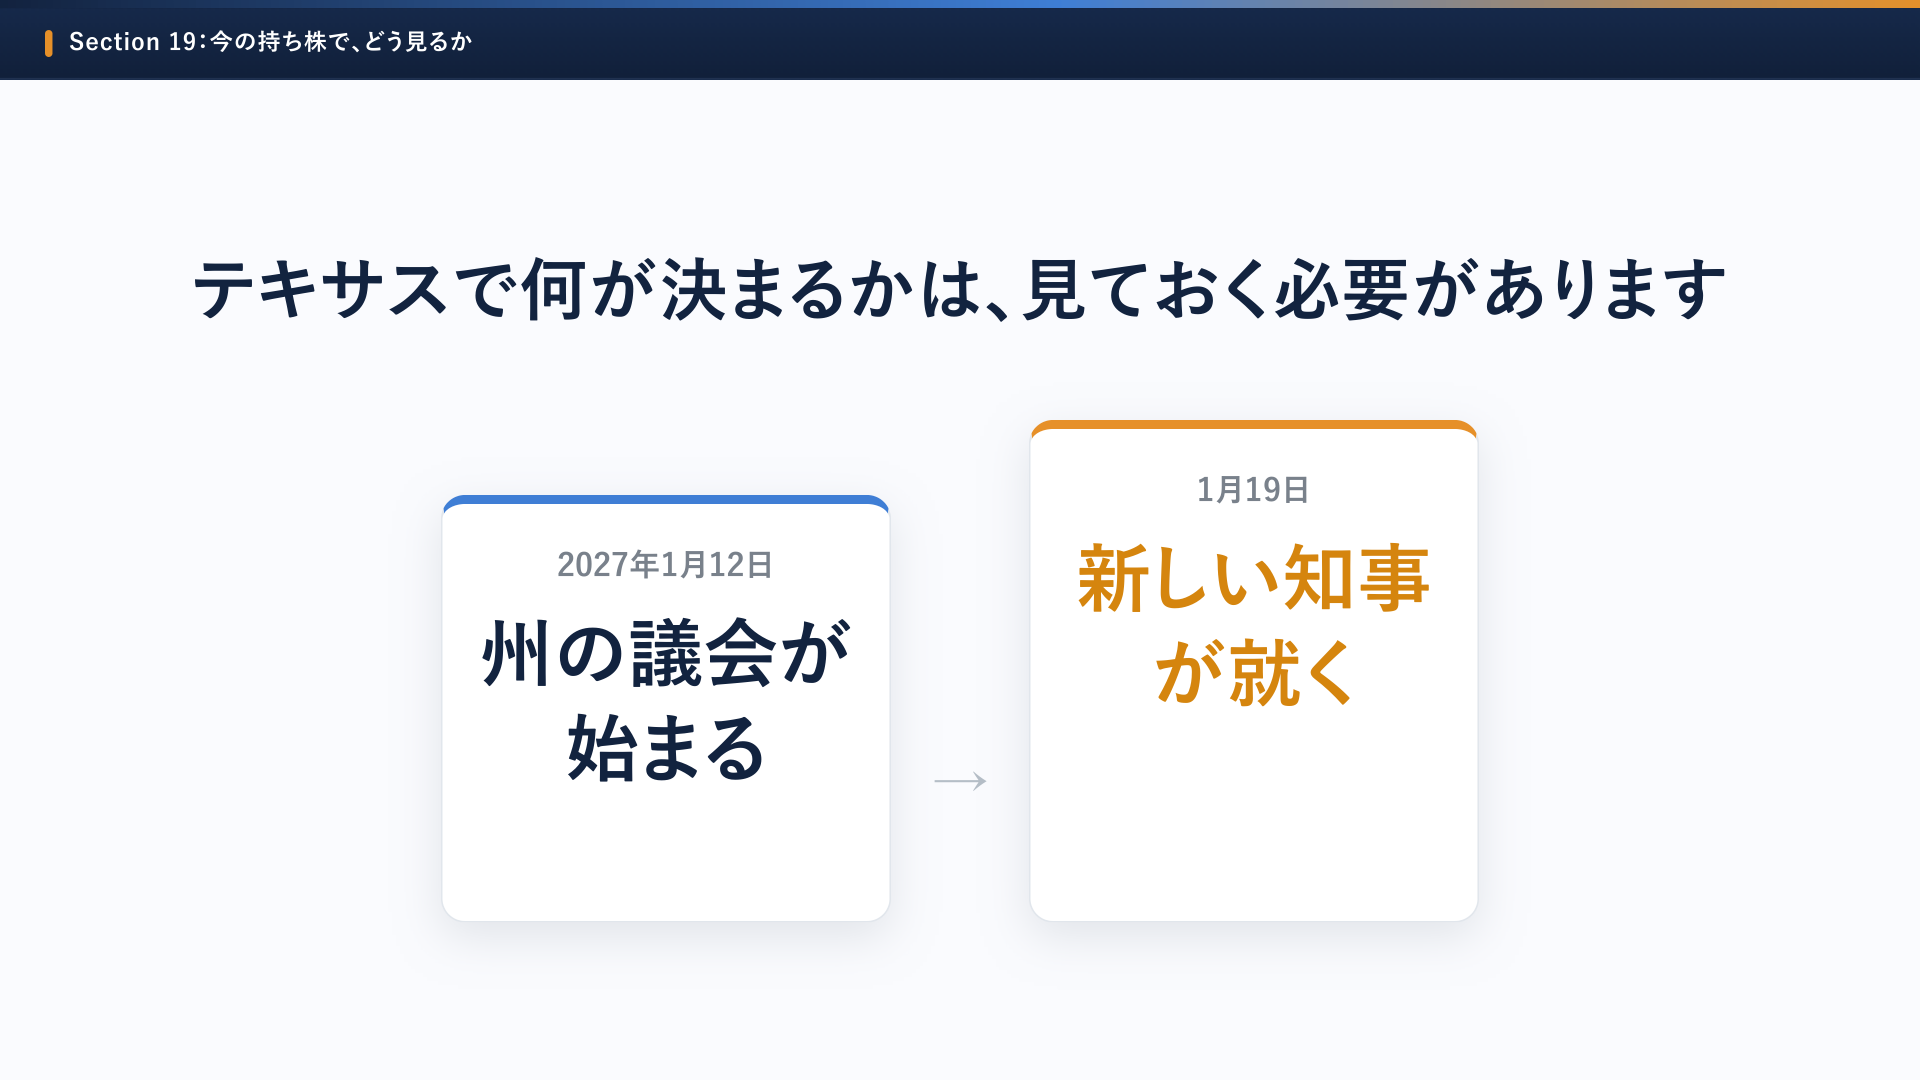 Section 19：今の持ち株で、どう見るか
テキサスで何が決まるかは、見ておく必要があります
2027年1月12日
州の議会が
始まる
→
1月19日
新しい知事
が就く